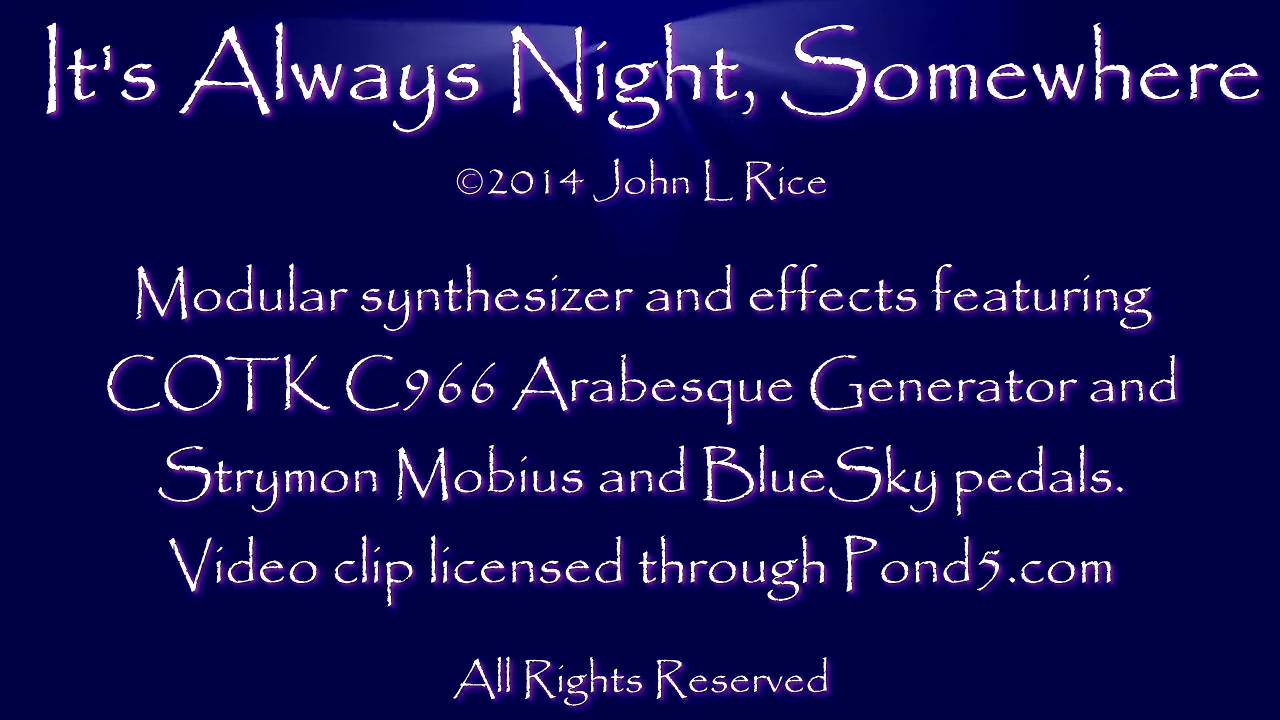 It's Always Night, Somewhere
©2014 John L Rice
Modular synthesizer and effects featuring
COTK C966 Arabesque Generator and
Strymon Mobius and BlueSky pedals.
Video clip licensed through Pond5.com
All Rights Reserved